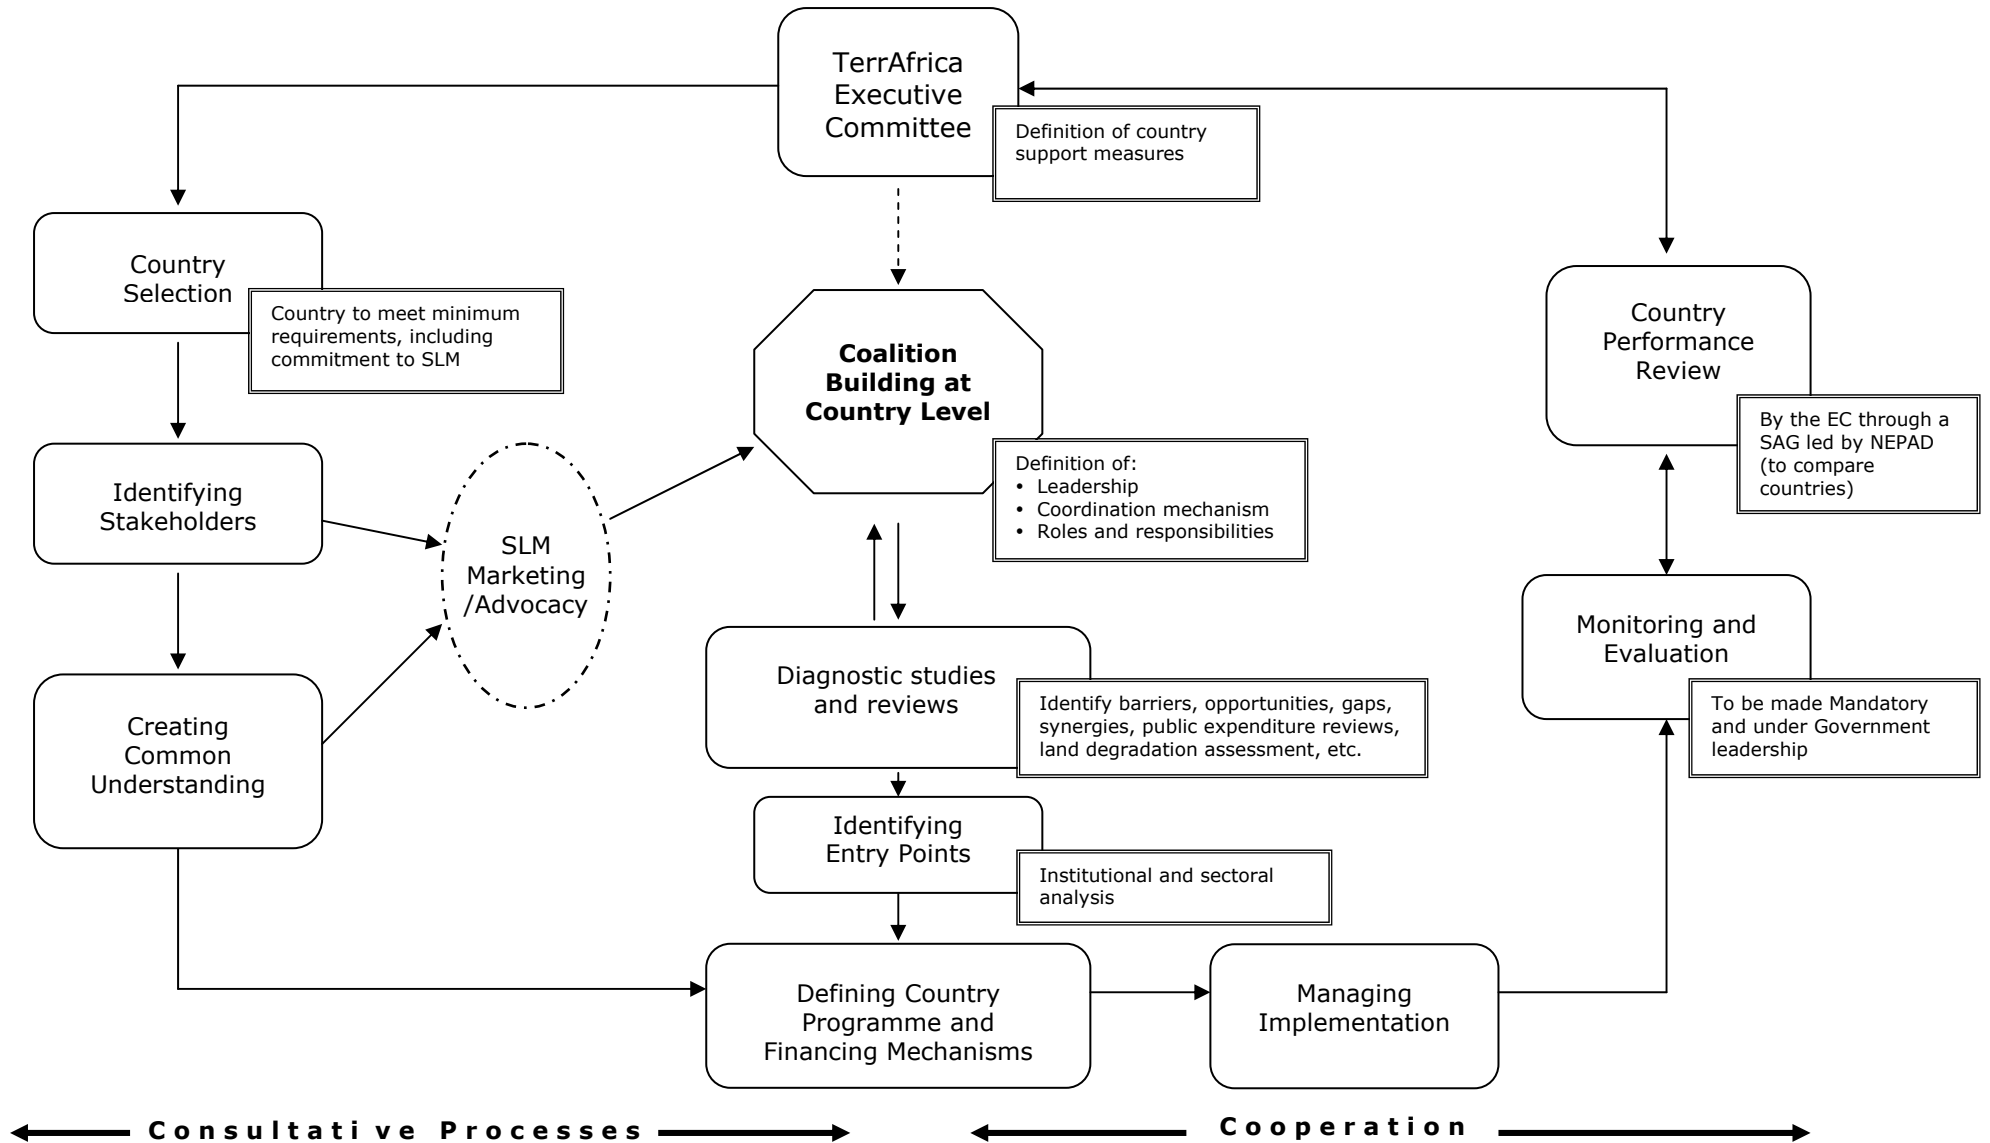 TerrAfrica
Executive
Committee
Definition of country
support measures
Country
Selection
Country to meet minimum
requirements, including
commitment to SLM
Coalition
Building at
Country Level
Definition of:
• Leadership
• Coordination mechanism
• Roles and responsibilities
Country
Performance
Review
By the EC through a
SAG led by NEPAD
(to compare
countries)
Identifying
Stakeholders
SLM
Marketing
/Advocacy
Monitoring and
Evaluation
To be made Mandatory
and under Government
leadership
Diagnostic studies
and reviews
Identify barriers, opportunities, gaps,
synergies, public expenditure reviews,
land degradation assessment, etc.
Creating
Common
Understanding
Identifying
Entry Points
Institutional and sectoral
analysis
Defining Country
Programme and
Financing Mechanisms
Managing
Implementation
Consultative Processes
Cooperation